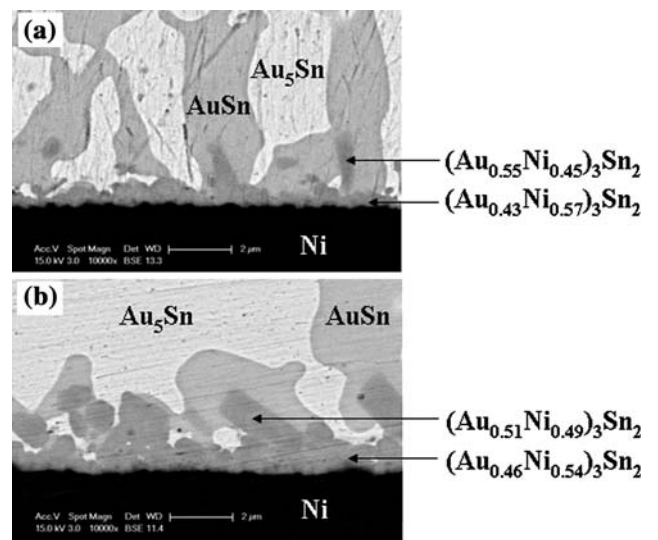 (a)
Au₅Sn
AuSn
(Au₀.₅₅Ni₀.₄₅)₃Sn₂
(Au₀.₄₃Ni₀.₅₇)₃Sn₂
Ni
Acc.V Spot Magn Det WD 2 μm
15.0 kV 3.0 10000x BSE 13.3
(b)
Au₅Sn AuSn
(Au₀.₅₁Ni₀.₄₉)₃Sn₂
(Au₀.₄₆Ni₀.₅₄)₃Sn₂
Ni
Acc.V Spot Magn Det WD 2 μm
15.0 kV 3.0 10000x BSE 11.4